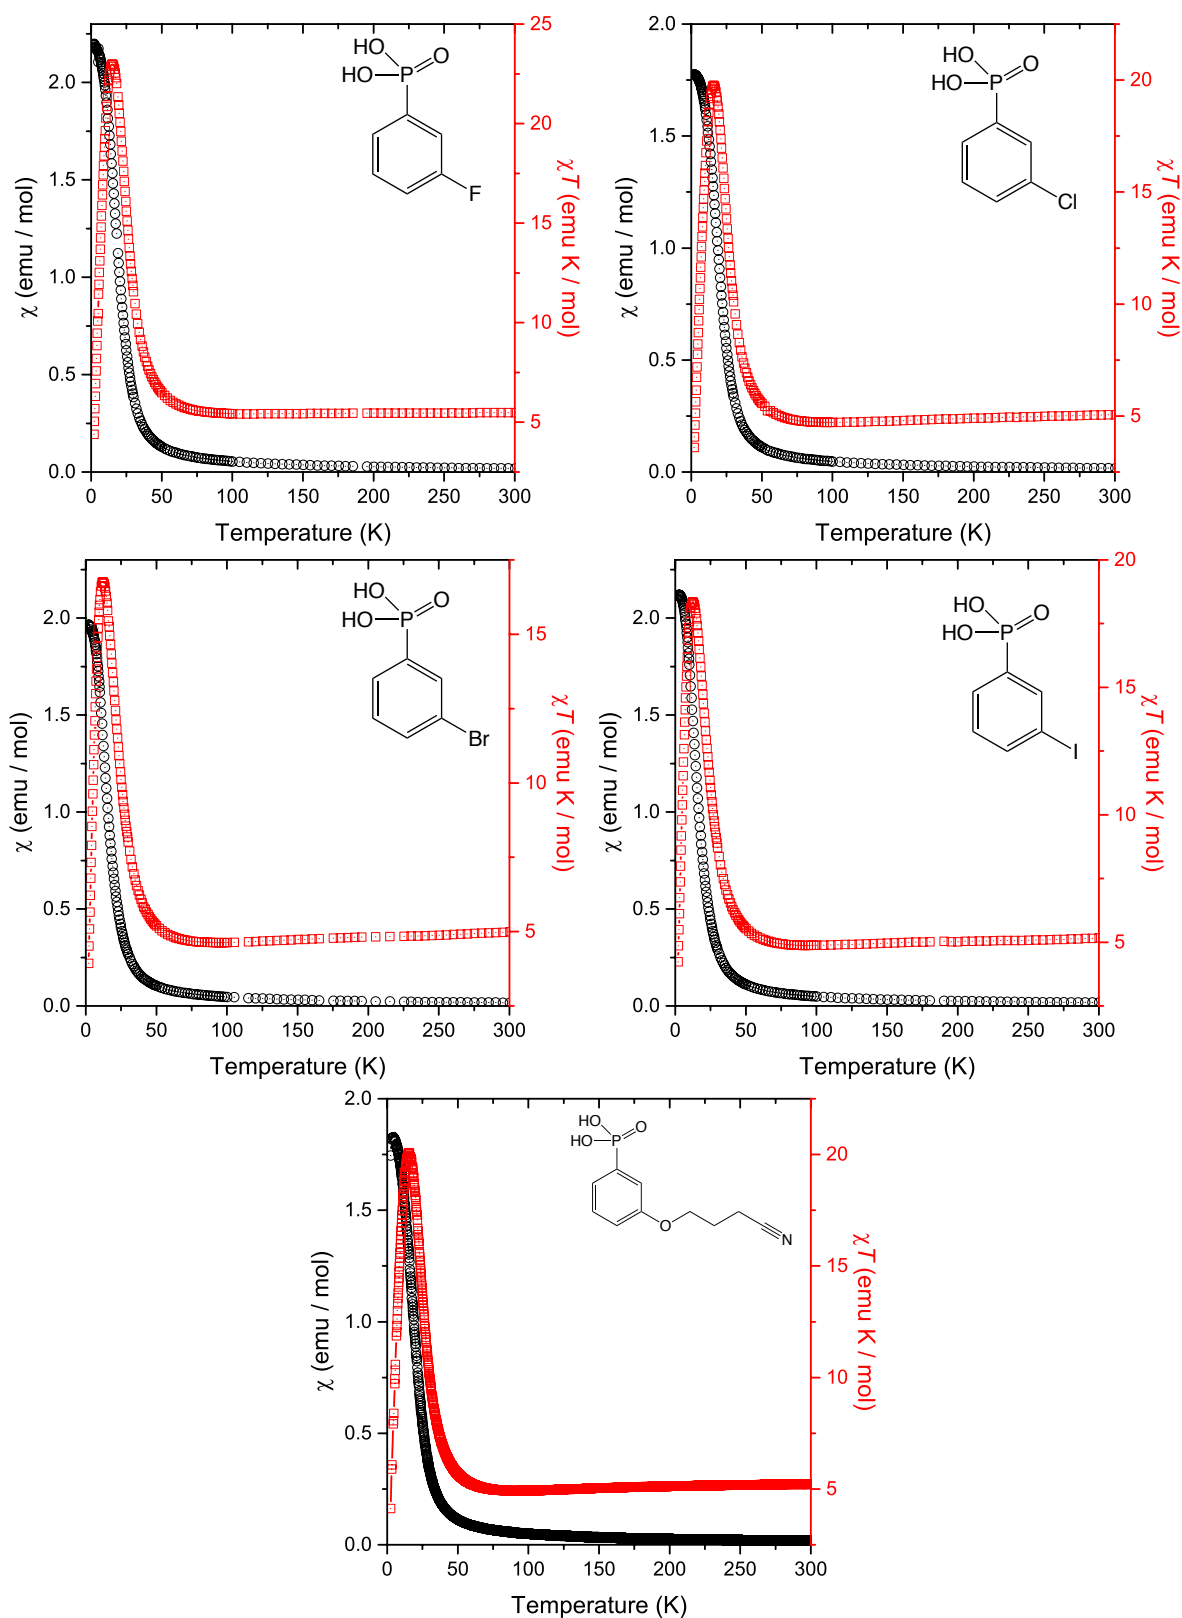 2.0
1.5
1.0
0.5
0.0
χ (emu / mol)
0 50 100 150 200 250 300
Temperature (K)
25
20
15
10
5
χT (emu K / mol)
HO
HO P O
F
2.0
1.5
1.0
0.5
0.0
χ (emu / mol)
0 50 100 150 200 250 300
Temperature (K)
20
15
10
5
χT (emu K / mol)
HO
HO P O
Cl
2.0
1.5
1.0
0.5
0.0
χ (emu / mol)
0 50 100 150 200 250 300
Temperature (K)
15
10
5
χT (emu K / mol)
HO
HO P O
Br
2.0
1.5
1.0
0.5
0.0
χ (emu / mol)
0 50 100 150 200 250 300
Temperature (K)
20
15
10
5
χT (emu K / mol)
HO
HO P O
I
2.0
1.5
1.0
0.5
0.0
χ (emu / mol)
0 50 100 150 200 250 300
Temperature (K)
20
15
10
5
χT (emu K / mol)
HO
HO P O
O N